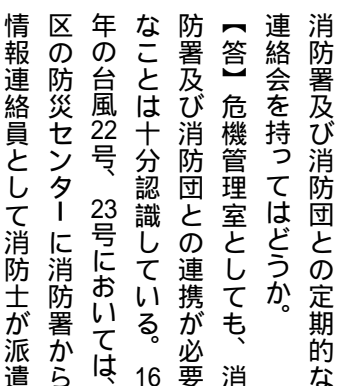 消防署及び消防団との定期的な
連絡会を持ってはどうか。
【答】危機管理室としても、消
防署及び消防団との連携が必要
なことは十分認識している。16
年の台風22号、23号においては、
区の防災センターに消防署から
情報連絡員として消防士が派遣